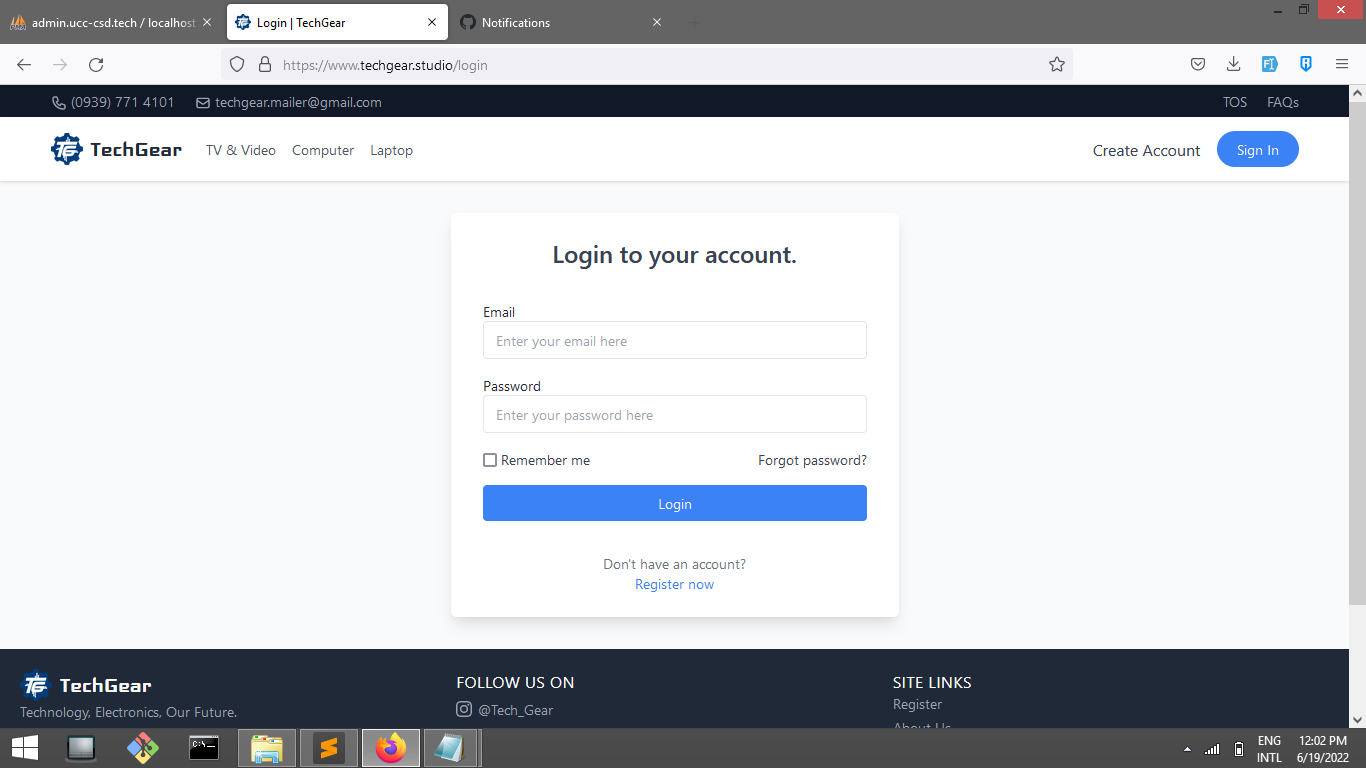 admin.ucc-csd.tech / localhost
Login | TechGear
Notifications
https://www.techgear.studio/login
(0939) 771 4101
techgear.mailer@gmail.com
TOS
FAQs
TechGear
TV & Video
Computer
Laptop
Create Account
Sign In
Login to your account.
Email
Enter your email here
Password
Enter your password here
Remember me
Forgot password?
Login
Don't have an account?
Register now
TechGear
Technology, Electronics, Our Future.
FOLLOW US ON
@Tech_Gear
SITE LINKS
Register
About Us
ENG
INTL
12:02 PM
6/19/2022